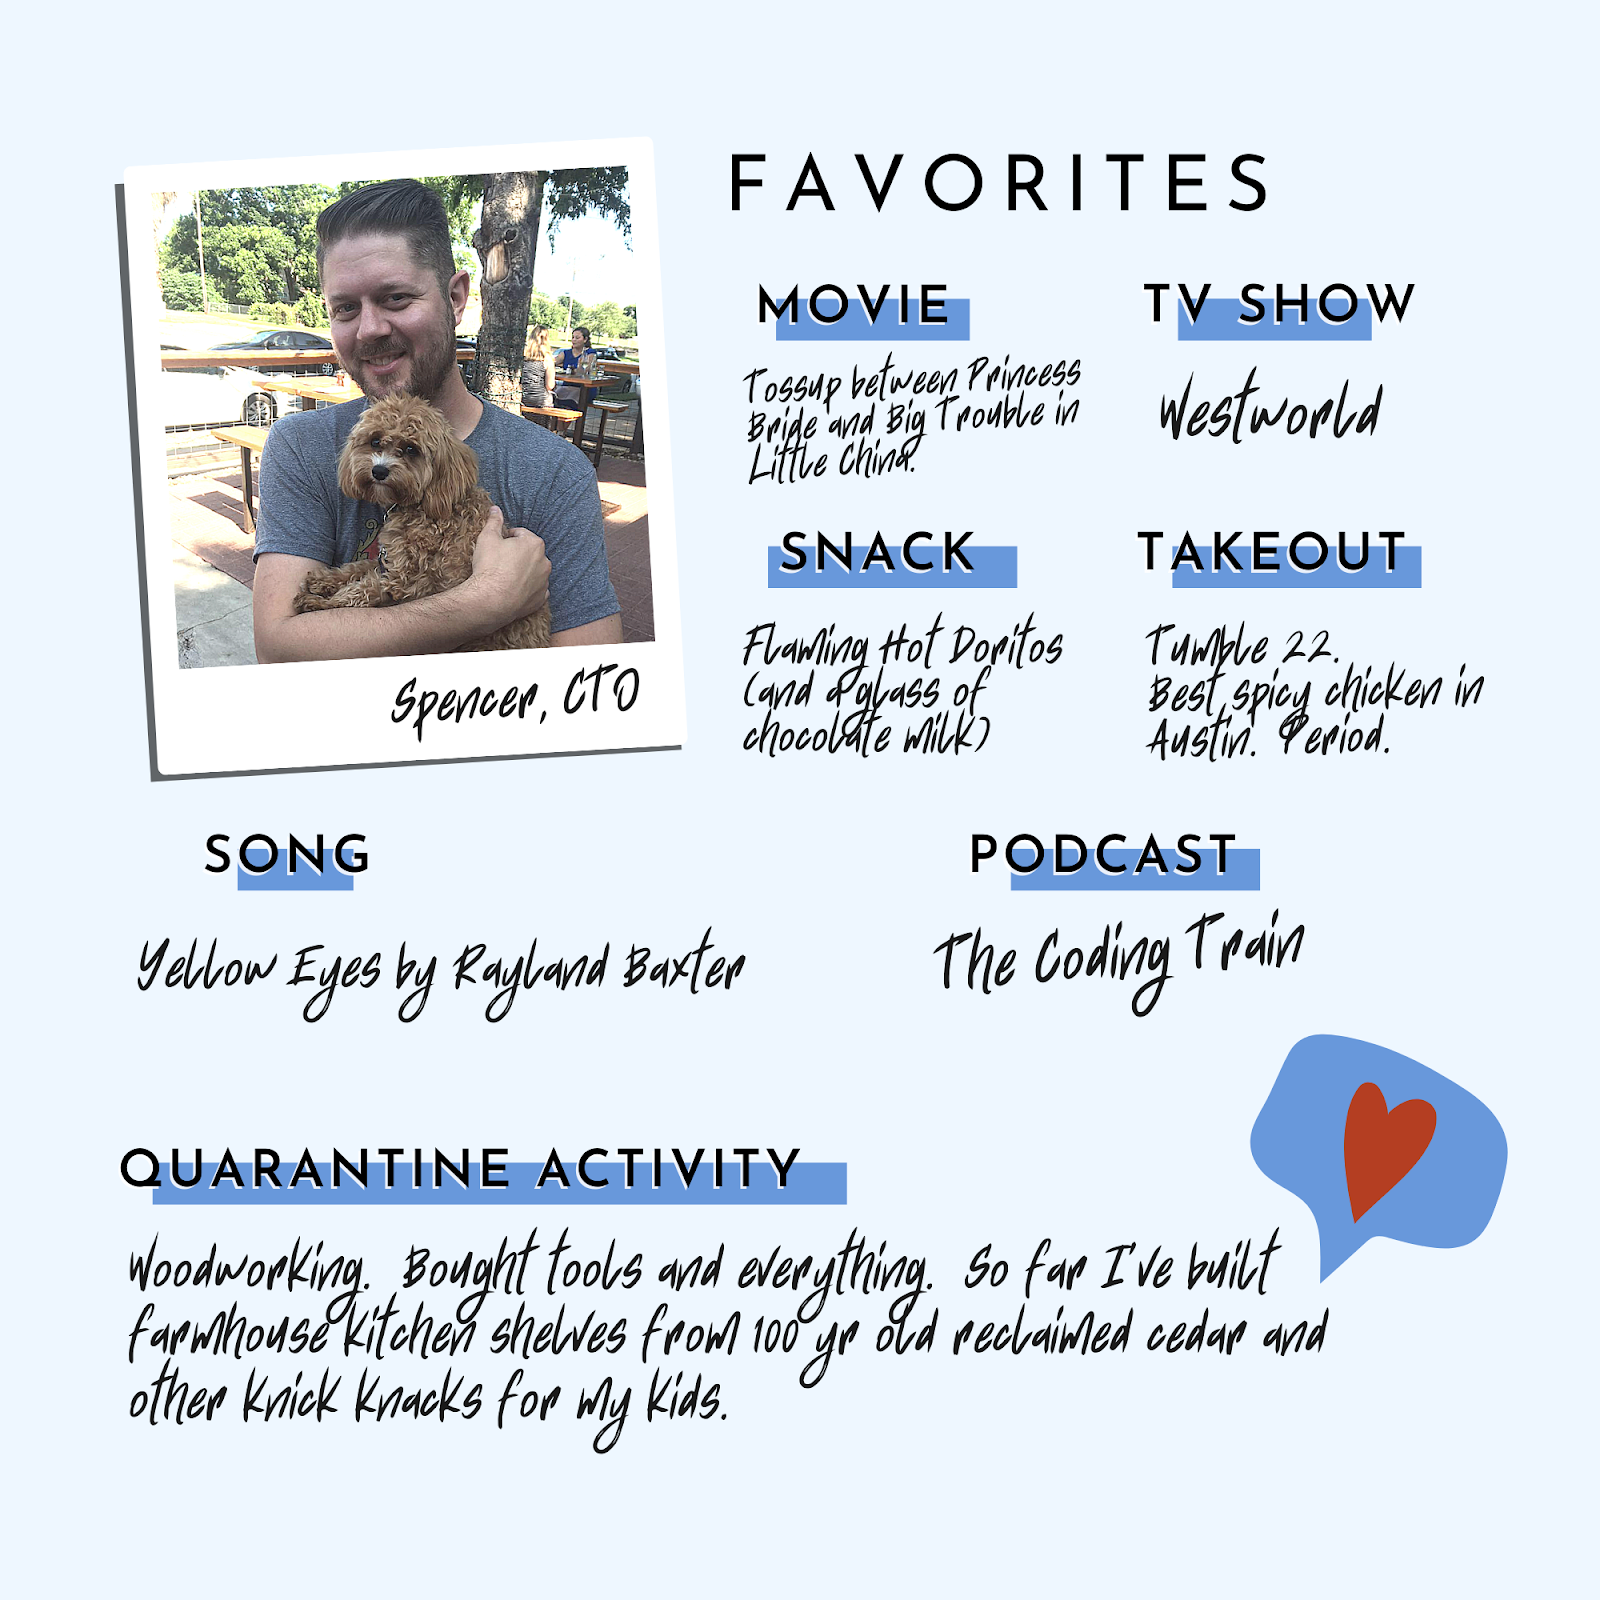 FAVORITES
MOVIE
Tossup between Princess
Bride and Big Trouble in
Little China.
TV SHOW
Westworld
SNACK
Flaming Hot Doritos
(and a glass of
chocolate milk)
TAKEOUT
Tumble 22.
Best spicy chicken in
Austin. Period.
Spencer, CTO
SONG
Yellow Eyes by Rayland Baxter
PODCAST
The Coding Train
QUARANTINE ACTIVITY
Woodworking. Bought tools and everything. So far I've built
farmhouse kitchen shelves from 100 yr old reclaimed cedar and
other knick knacks for my kids.